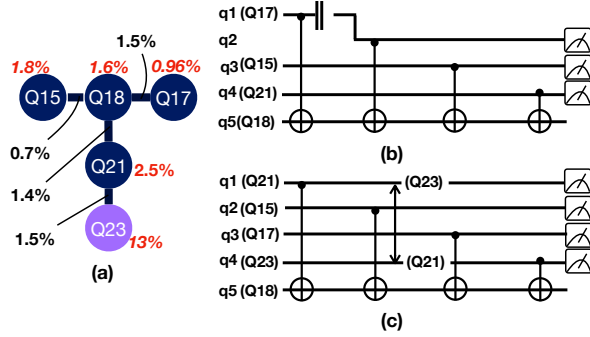 1.5%
1.8%
1.6%
0.96%
Q15
Q18
Q17
0.7%
Q21
2.5%
1.4%
1.5%
Q23
13%
(a)
q1 (Q17)
q2
q3 (Q15)
q4 (Q21)
q5(Q18)
(b)
q1 (Q21)
(Q23)
q2 (Q15)
q3 (Q17)
q4 (Q23)
(Q21)
q5 (Q18)
(c)